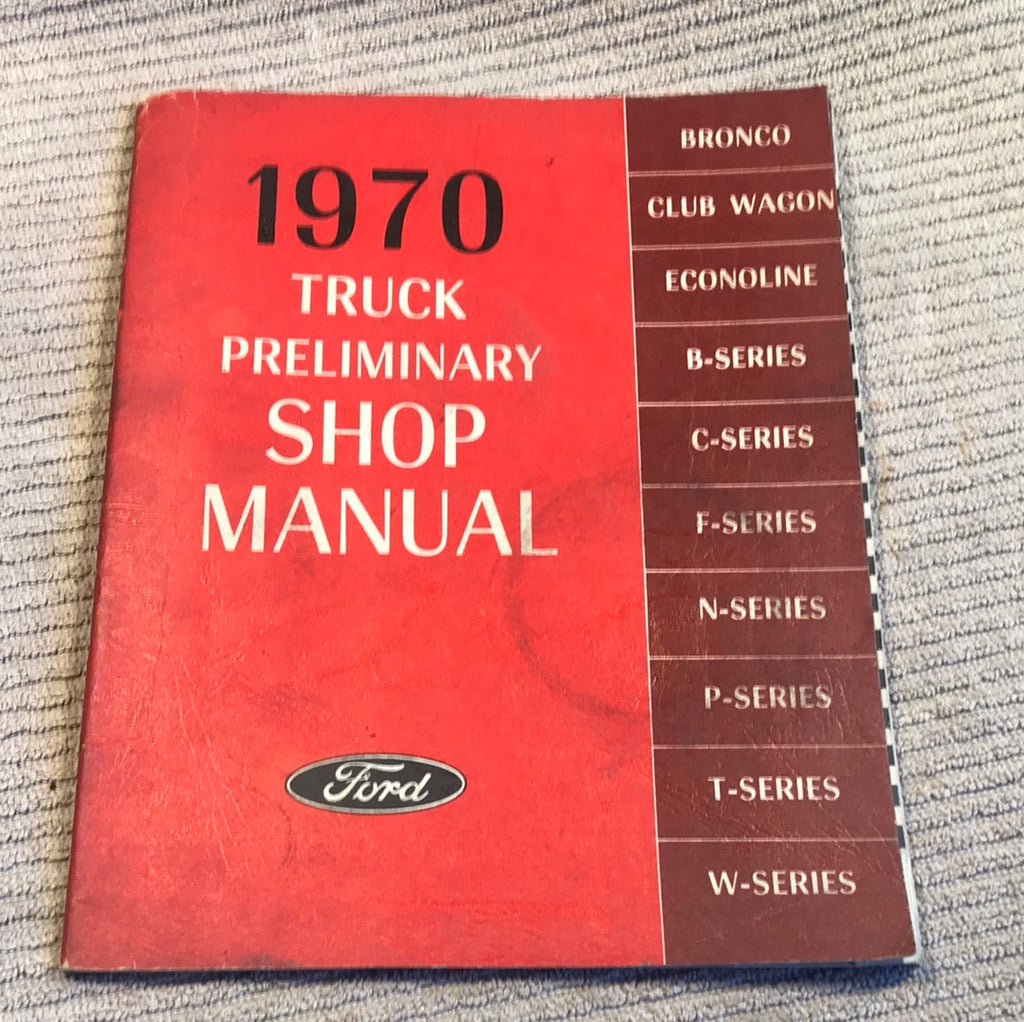 1970
TRUCK
PRELIMINARY
SHOP
MANUAL
Ford
BRONCO
CLUB WAGON
ECONOLINE
B-SERIES
C-SERIES
F-SERIES
N-SERIES
P-SERIES
T-SERIES
W-SERIES